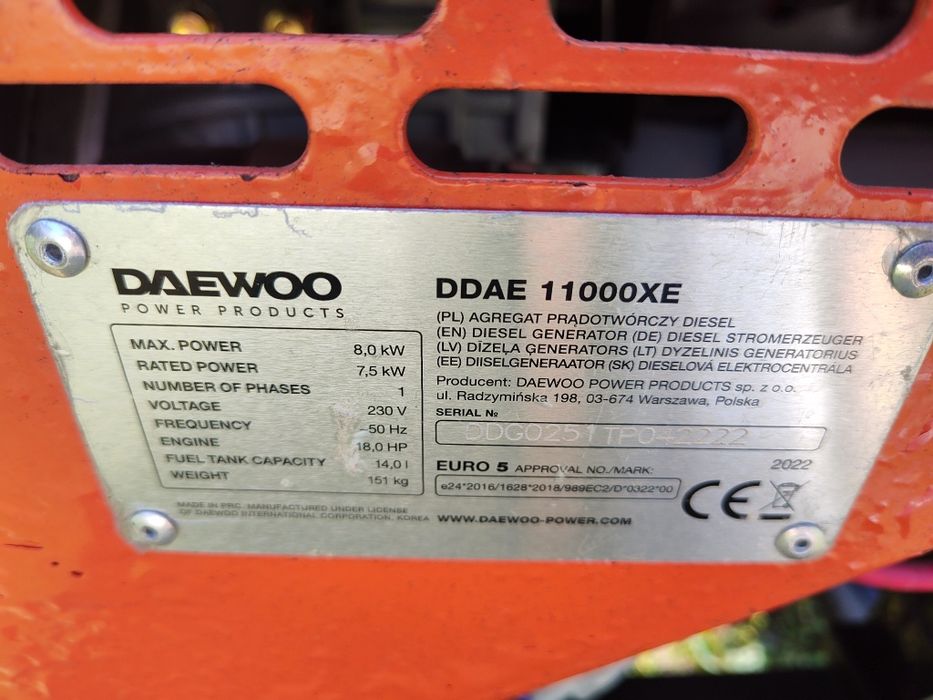 DAEWOO
POWER PRODUCTS
MAX. POWER 8,0 kW
RATED POWER 7,5 kW
NUMBER OF PHASES 1
VOLTAGE 230 V
FREQUENCY 50 Hz
ENGINE 18,0 HP
FUEL TANK CAPACITY 14,0 l
WEIGHT 151 kg
MADE IN PRC. MANUFACTURED UNDER LICENSE
OF DAEWOO INTERNATIONAL CORPORATION, KOREA
DDAE 11000XE
(PL) AGREGAT PRĄDOTWÓRCZY DIESEL
(EN) DIESEL GENERATOR (DE) DIESEL STROMERZEUGER
(LV) DĪZEĻA ĢENERATORS (LT) DYZELINIS GENERATORIUS
(EE) DIISELGENERAATOR (SK) DIESELOVÁ ELEKTROCENTRÁLA
Producent: DAEWOO POWER PRODUCTS sp. z o.o.
ul. Radzymińska 198, 03-674 Warszawa, Polska
SERIAL №
EURO 5 APPROVAL NO./MARK: 2022
e24*2016/1628*2018/989EC2/D*0322*00
CE
WWW.DAEWOO-POWER.COM